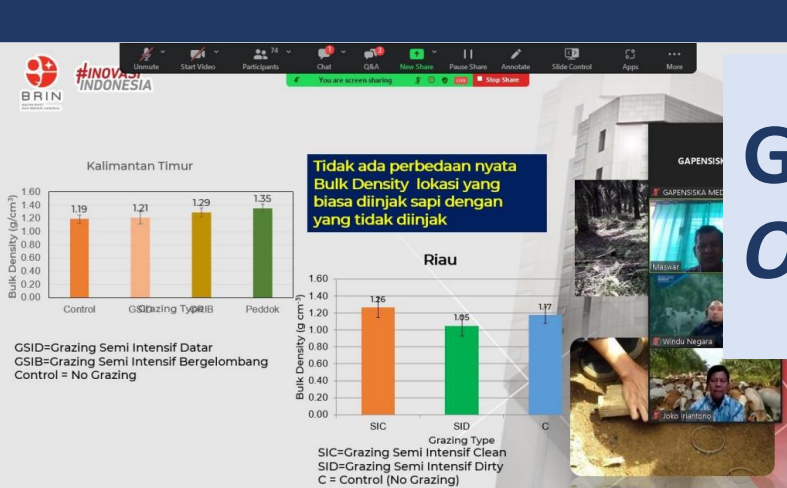 Unmute
Start Video
74
Participants
1
Chat
3
Q&A
New Share
Pause Share
Annotate
Slide Control
Apps
More
You are screen sharing
LIVE
Stop Share
BRIN
#INOVASI
INDONESIA
Kalimantan Timur
Bulk Density (g/cm³)
1.60
1.40
1.20
1.00
0.80
0.60
0.40
0.20
0.00
1.19
1.21
1.29
1.35
Control
GSID
GSIB
Peddok
Grazing Type
GSID=Grazing Semi Intensif Datar
GSIB=Grazing Semi Intensif Bergelombang
Control = No Grazing
Tidak ada perbedaan nyata
Bulk Density lokasi yang
biasa diinjak sapi dengan
yang tidak diinjak
Riau
Bulk Density (g cm⁻³)
1.60
1.40
1.20
1.00
0.80
0.60
0.40
0.20
0.00
1.26
1.05
1.17
SIC
SID
C
Grazing Type
SIC=Grazing Semi Intensif Clean
SID=Grazing Semi Intensif Dirty
C = Control (No Grazing)
GAPENSISK
GAPENSISKA MED
Maswar
Windu Negara
Joko Iriantono
G
O